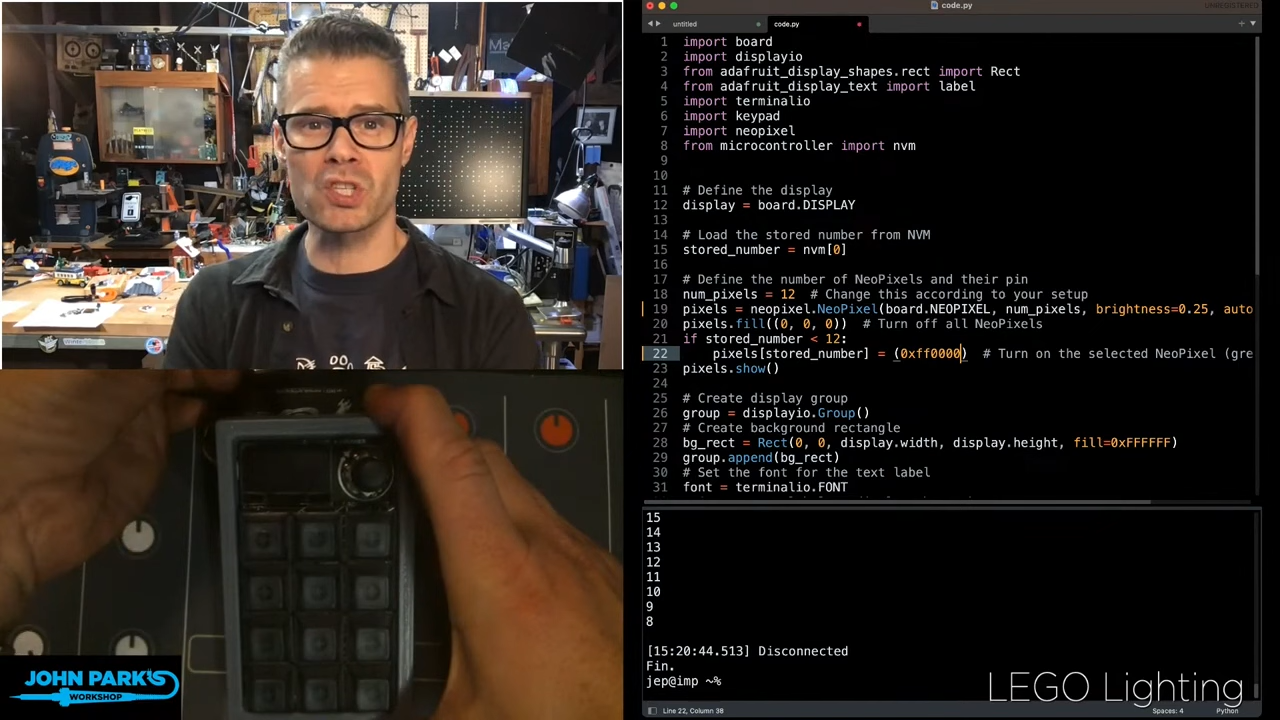 code.py
UNREGISTERED
untitled
code.py
1 import board
2 import displayio
3 from adafruit_display_shapes.rect import Rect
4 from adafruit_display_text import label
5 import terminalio
6 import keypad
7 import neopixel
8 from microcontroller import nvm
9
10
11 # Define the display
12 display = board.DISPLAY
13
14 # Load the stored number from NVM
15 stored_number = nvm[0]
16
17 # Define the number of NeoPixels and their pin
18 num_pixels = 12 # Change this according to your setup
19 pixels = neopixel.NeoPixel(board.NEOPIXEL, num_pixels, brightness=0.25, auto
20 pixels.fill((0, 0, 0)) # Turn off all NeoPixels
21 if stored_number < 12:
22 pixels[stored_number] = (0xff0000) # Turn on the selected NeoPixel (gre
23 pixels.show()
24
25 # Create display group
26 group = displayio.Group()
27 # Create background rectangle
28 bg_rect = Rect(0, 0, display.width, display.height, fill=0xFFFFFF)
29 group.append(bg_rect)
30 # Set the font for the text label
31 font = terminalio.FONT
15
14
13
12
11
10
9
8
[15:20:44.513] Disconnected
Fin.
jep@imp ~%
Line 22, Column 38
Spaces: 4
Python
LEGO Lighting
JOHN PARK'S
WORKSHOP